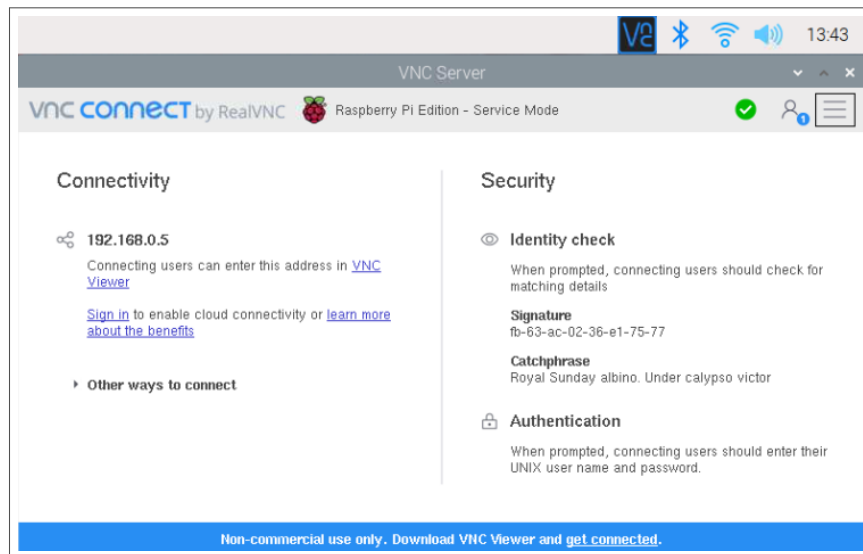 13:43
VNC Server
VNC CONNECT by RealVNC Raspberry Pi Edition - Service Mode
1
Connectivity
192.168.0.5
Connecting users can enter this address in VNC
Viewer
Sign in to enable cloud connectivity or learn more
about the benefits
Other ways to connect
Security
Identity check
When prompted, connecting users should check for
matching details
Signature
fb-63-ac-02-36-e1-75-77
Catchphrase
Royal Sunday albino. Under calypso victor
Authentication
When prompted, connecting users should enter their
UNIX user name and password.
Non-commercial use only. Download VNC Viewer and get connected.